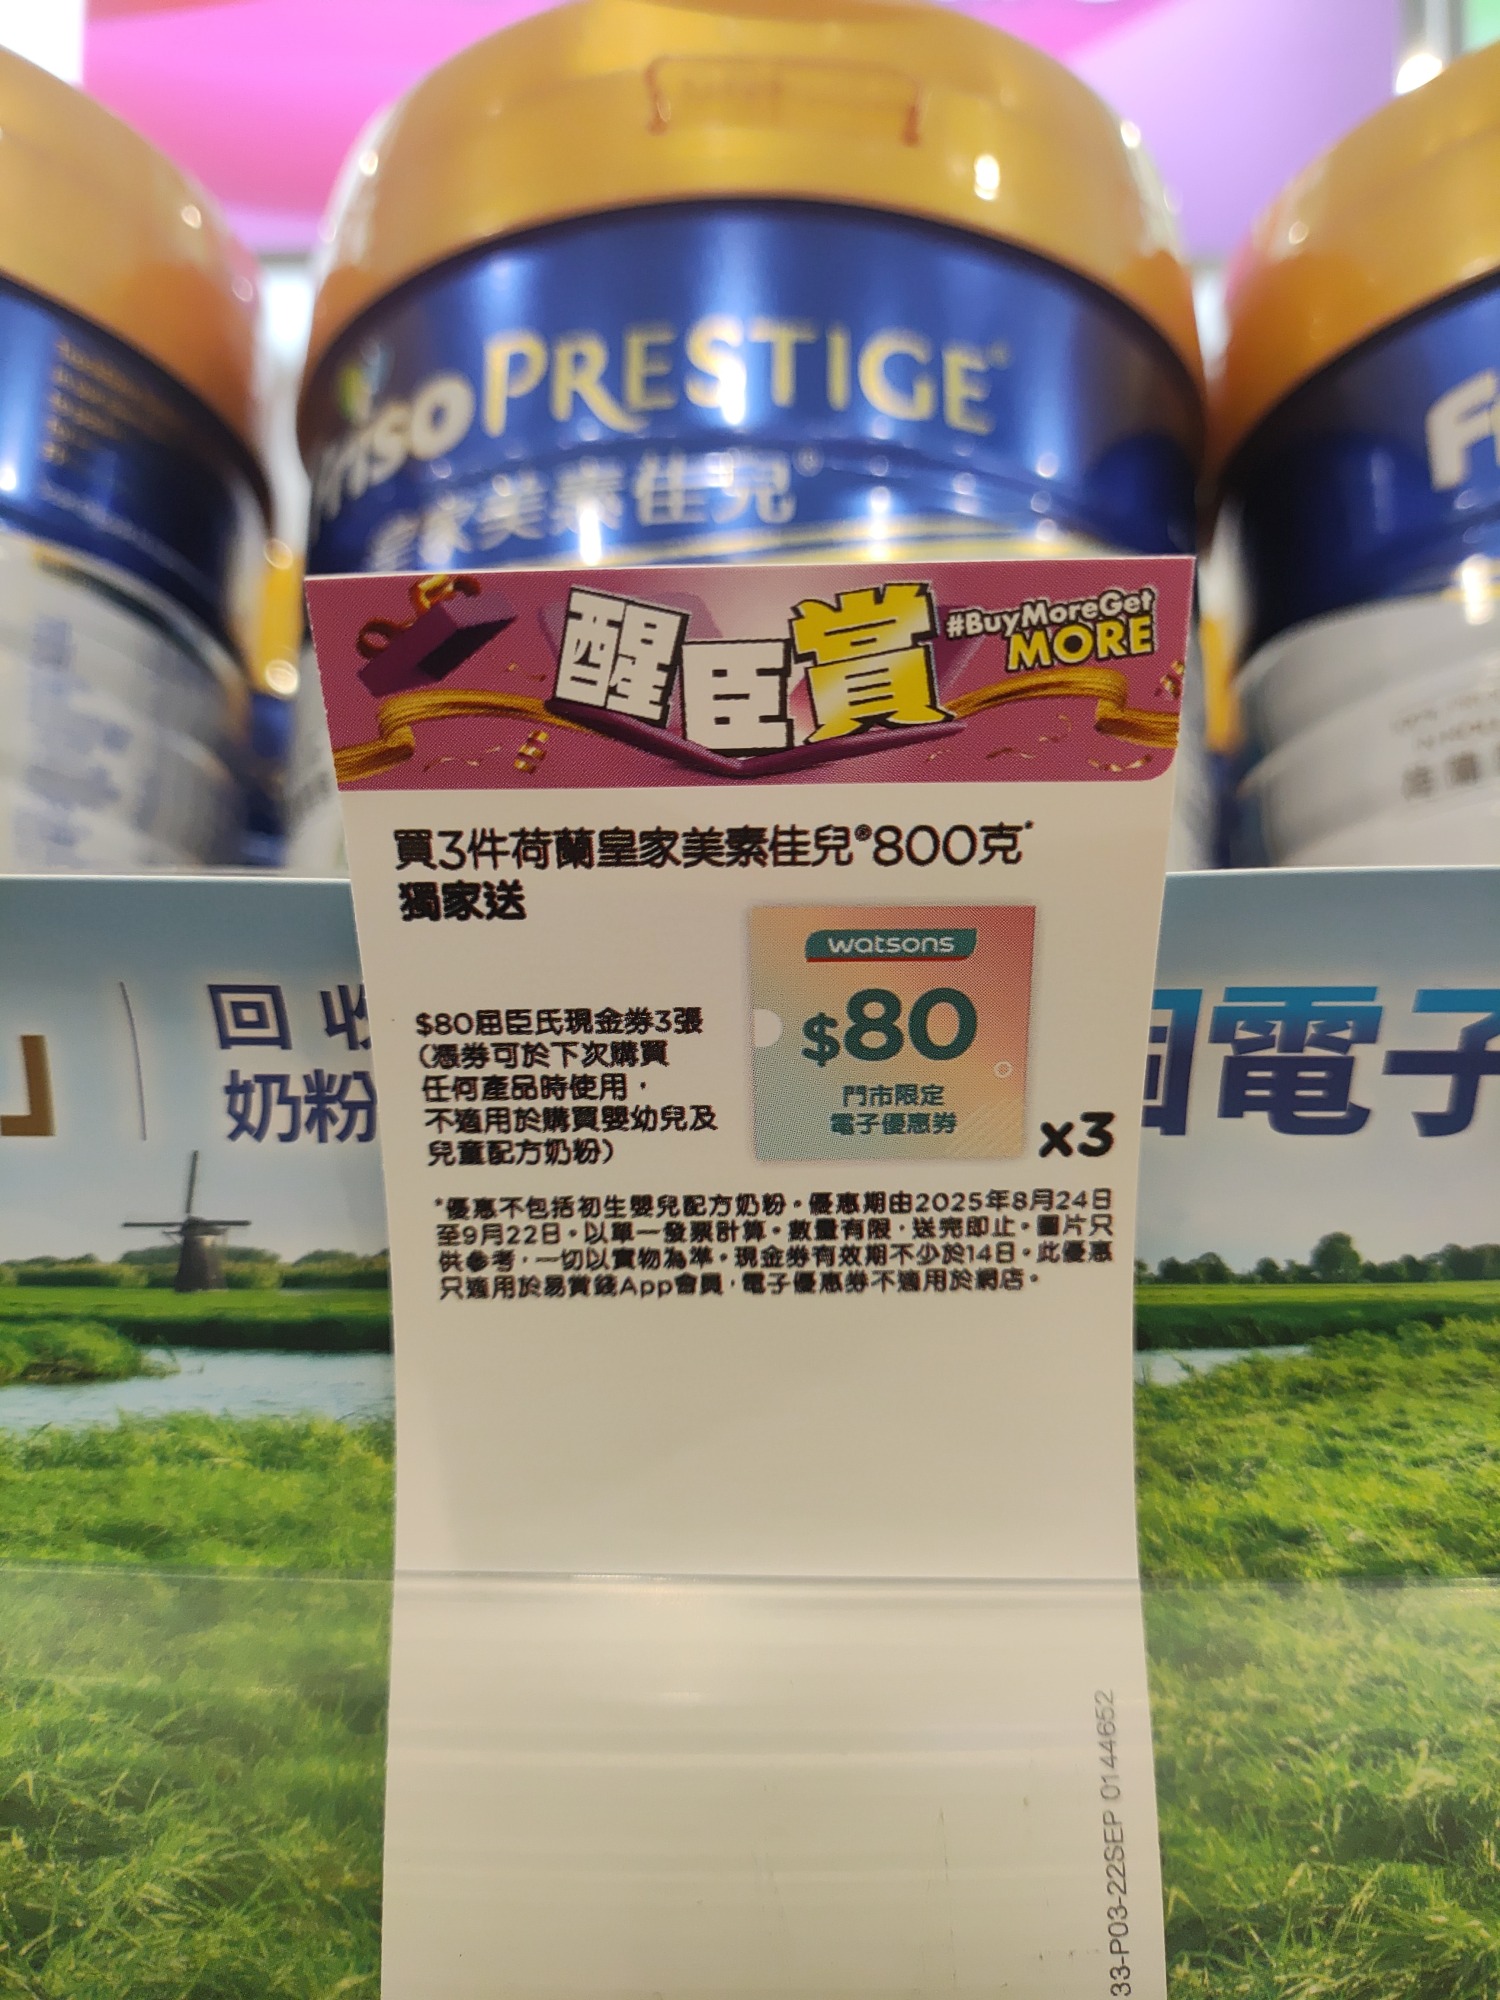 friso PRESTIGE®
皇家美素佳兒®
醒臣賞
#BuyMoreGet
MORE
買3件荷蘭皇家美素佳兒®800克*
獨家送
$80屈臣氏現金券3張
(憑券可於下次購買
任何產品時使用，
不適用於購買嬰幼兒及
兒童配方奶粉)
watsons
$80
門市限定
電子優惠券
x3
*優惠不包括初生嬰兒配方奶粉。優惠期由2025年8月24日
至9月22日。以單一發票計算。數量有限，送完即止。圖片只
供參考，一切以實物為準。現金券有效期不少於14日。此優惠
只適用於易賞錢App會員，電子優惠券不適用於網店。
」
回收
奶粉
個電子
33-P03-22SEP 0144652